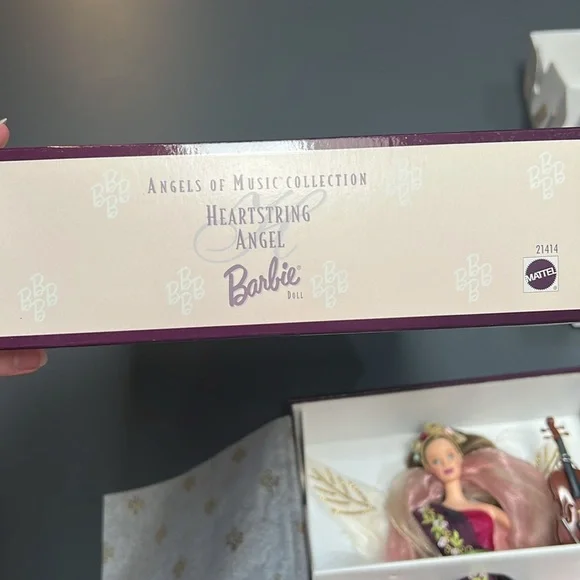 ANGELS OF MUSIC COLLECTION
HEARTSTRING
ANGEL
Barbie®
DOLL
21414
MATTEL